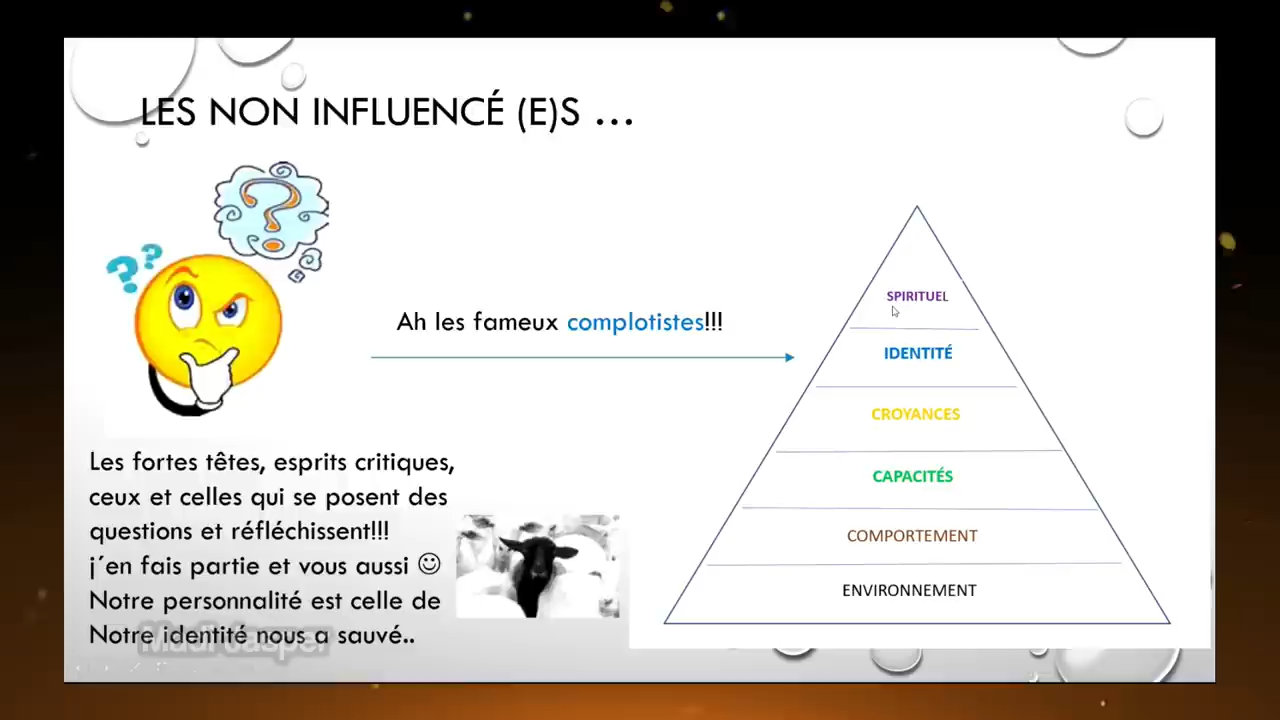 LES NON INFLUENCÉ (E)S ...
Ah les fameux complotistes!!!
Les fortes têtes, esprits critiques,
ceux et celles qui se posent des
questions et réfléchissent!!!
j´en fais partie et vous aussi ☺
Notre personnalité est celle de
Notre identité nous a sauvé..
SPIRITUEL
IDENTITÉ
CROYANCES
CAPACITÉS
COMPORTEMENT
ENVIRONNEMENT